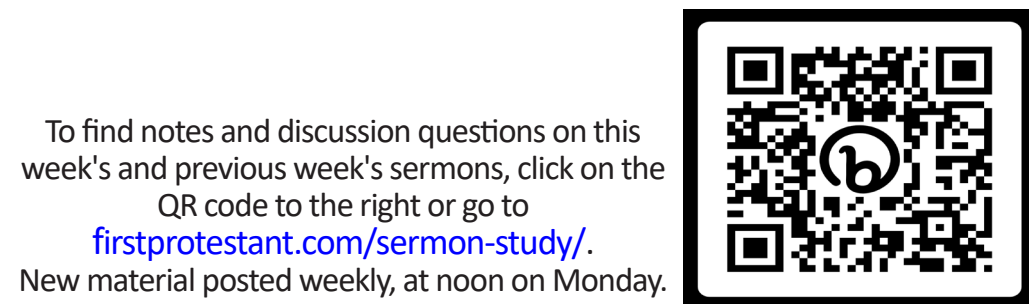 To find notes and discussion questions on this
week's and previous week's sermons, click on the
QR code to the right or go to
firstprotestant.com/sermon-study/.
New material posted weekly, at noon on Monday.
b